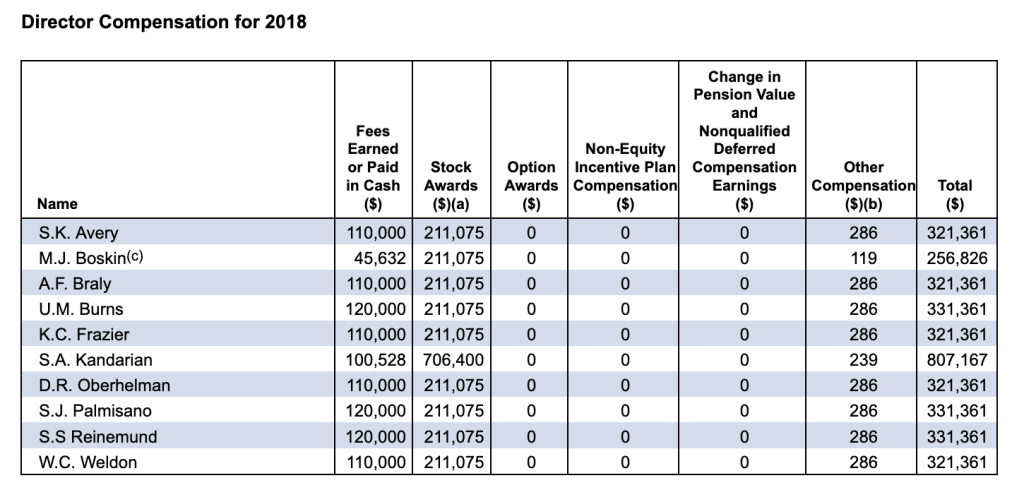 Director Compensation for 2018
Change in
Pension Value
and
Fees Nonqualified
Earned Non-Equity Deferred
or Paid Stock Option Incentive Plan Compensation Other
in Cash Awards Awards Compensation Earnings Compensation Total
Name ($) ($)(a) ($) ($) ($) ($)(b) ($)
S.K. Avery 110,000 211,075 0 0 0 286 321,361
M.J. Boskin(c) 45,632 211,075 0 0 0 119 256,826
A.F. Braly 110,000 211,075 0 0 0 286 321,361
U.M. Burns 120,000 211,075 0 0 0 286 331,361
K.C. Frazier 110,000 211,075 0 0 0 286 321,361
S.A. Kandarian 100,528 706,400 0 0 0 239 807,167
D.R. Oberhelman 110,000 211,075 0 0 0 286 321,361
S.J. Palmisano 120,000 211,075 0 0 0 286 331,361
S.S Reinemund 120,000 211,075 0 0 0 286 331,361
W.C. Weldon 110,000 211,075 0 0 0 286 321,361